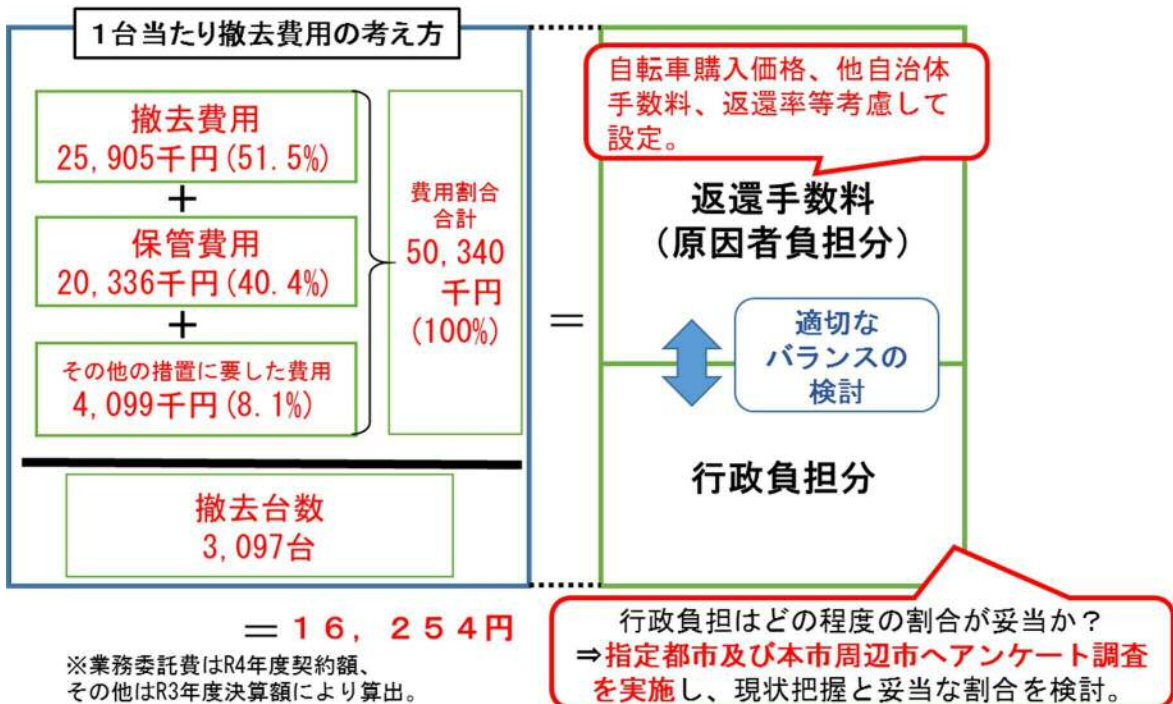 1台当たり撤去費用の考え方
撤去費用
25,905千円(51.5%)
+
保管費用
20,336千円(40.4%)
+
その他の措置に要した費用
4,099千円(8.1%)
費用割合
合計
50,340
千円
(100%)
撤去台数
3,097台
=16,254円
※業務委託費はR4年度契約額、
その他はR3年度決算額により算出。
=
自転車購入価格、他自治体
手数料、返還率等考慮して
設定。
返還手数料
(原因者負担分)
適切な
バランスの
検討
行政負担分
行政負担はどの程度の割合が妥当か?
⇒指定都市及び本市周辺市へアンケート調査
を実施し、現状把握と妥当な割合を検討。